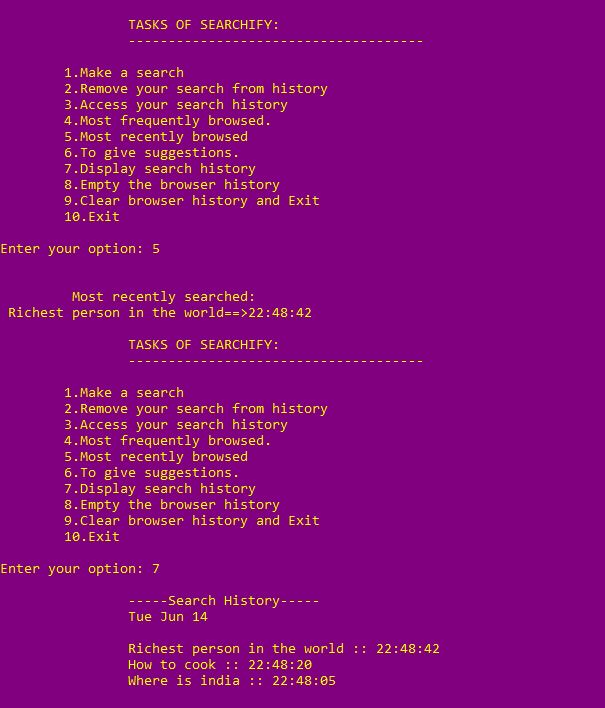 TASKS OF SEARCHIFY:
-------------------------------------
1.Make a search
2.Remove your search from history
3.Access your search history
4.Most frequently browsed.
5.Most recently browsed
6.To give suggestions.
7.Display search history
8.Empty the browser history
9.Clear browser history and Exit
10.Exit
Enter your option: 5
Most recently searched:
Richest person in the world==>22:48:42
TASKS OF SEARCHIFY:
-------------------------------------
1.Make a search
2.Remove your search from history
3.Access your search history
4.Most frequently browsed.
5.Most recently browsed
6.To give suggestions.
7.Display search history
8.Empty the browser history
9.Clear browser history and Exit
10.Exit
Enter your option: 7
-----Search History-----
Tue Jun 14
Richest person in the world :: 22:48:42
How to cook :: 22:48:20
Where is india :: 22:48:05